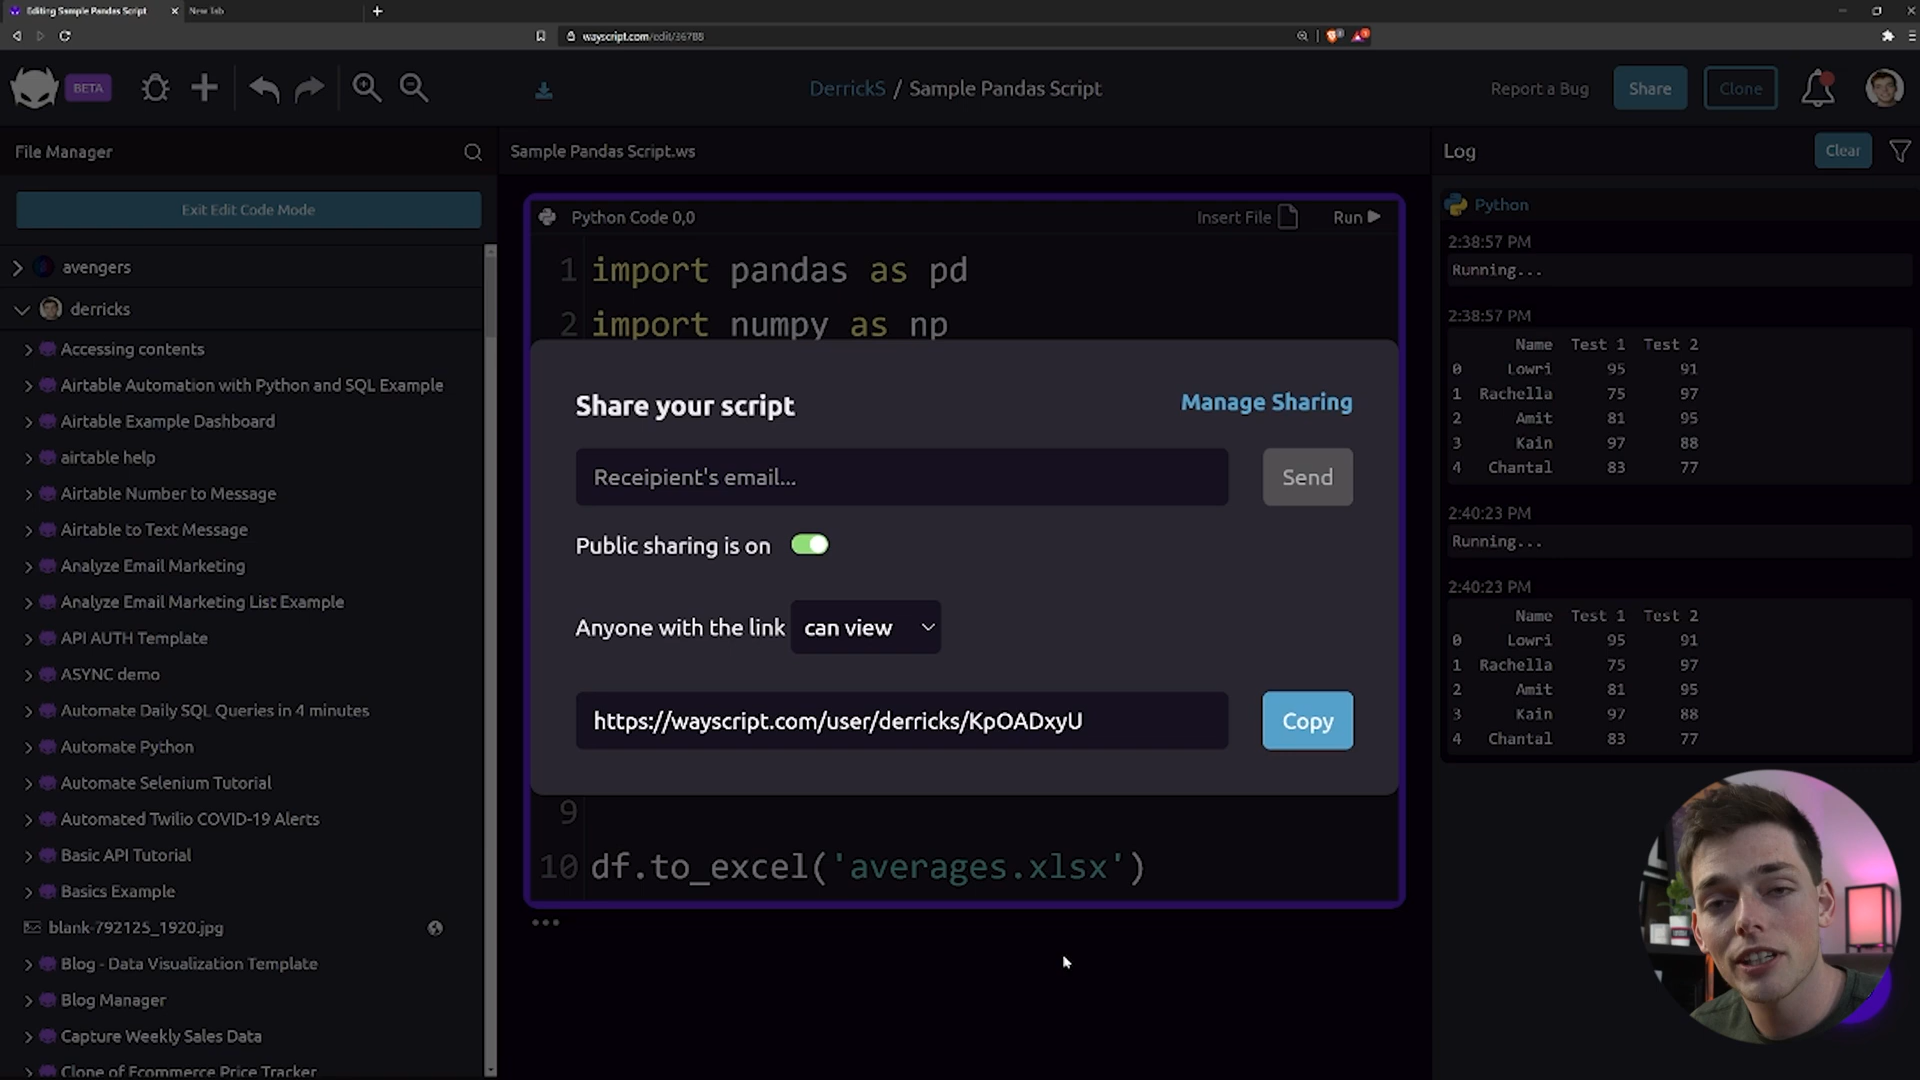 Editing Sample Pandas Script
New Tab
wayscript.com/edit/36788
BETA
DerrickS / Sample Pandas Script
Report a Bug
Share
Clone
File Manager
Exit Edit Code Mode
avengers
derricks
Accessing contents
Airtable Automation with Python and SQL Example
Airtable Example Dashboard
airtable help
Airtable Number to Message
Airtable to Text Message
Analyze Email Marketing
Analyze Email Marketing List Example
API AUTH Template
ASYNC demo
Automate Daily SQL Queries in 4 minutes
Automate Python
Automate Selenium Tutorial
Automated Twilio COVID-19 Alerts
Basic API Tutorial
Basics Example
blank-792125_1920.jpg
Blog - Data Visualization Template
Blog Manager
Capture Weekly Sales Data
Clone of Ecommerce Price Tracker
Sample Pandas Script.ws
Python Code 0,0
Insert File
Run
1 import pandas as pd
2 import numpy as np
Share your script
Manage Sharing
Receipient's email...
Send
Public sharing is on
Anyone with the link can view
https://wayscript.com/user/derricks/KpOADxyU
Copy
9
10 df.to_excel('averages.xlsx')
Log
Clear
Python
2:38:57 PM
Running...
2:38:57 PM
Name Test 1 Test 2
0 Lowri 95 91
1 Rachella 75 97
2 Amit 81 95
3 Kain 97 88
4 Chantal 83 77
2:40:23 PM
Running...
2:40:23 PM
Name Test 1 Test 2
0 Lowri 95 91
1 Rachella 75 97
2 Amit 81 95
3 Kain 97 88
4 Chantal 83 77